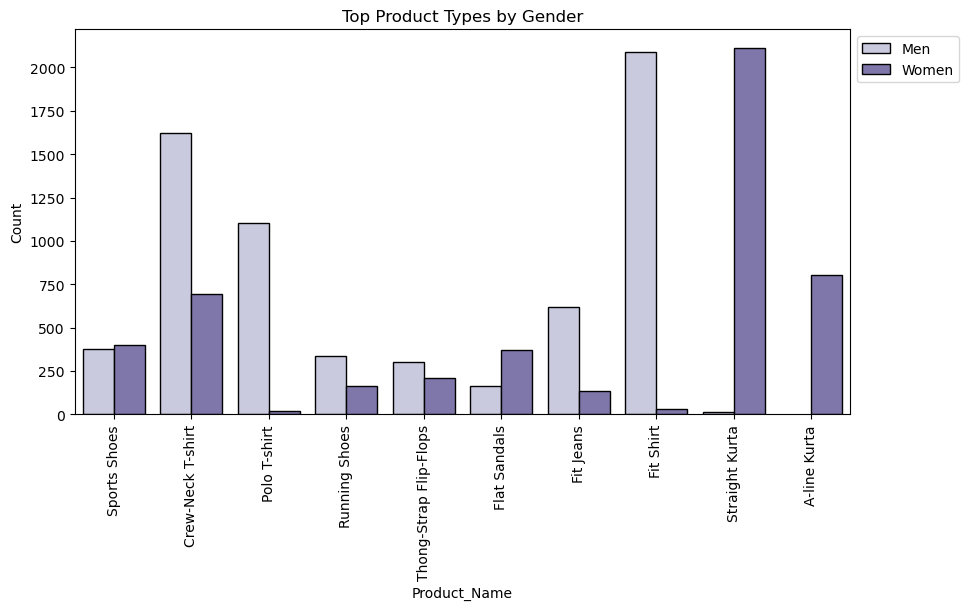 Top Product Types by Gender
Men
Women
Count
2000
1750
1500
1250
1000
750
500
250
0
Sports Shoes
Crew-Neck T-shirt
Polo T-shirt
Running Shoes
Thong-Strap Flip-Flops
Flat Sandals
Fit Jeans
Fit Shirt
Straight Kurta
A-line Kurta
Product_Name